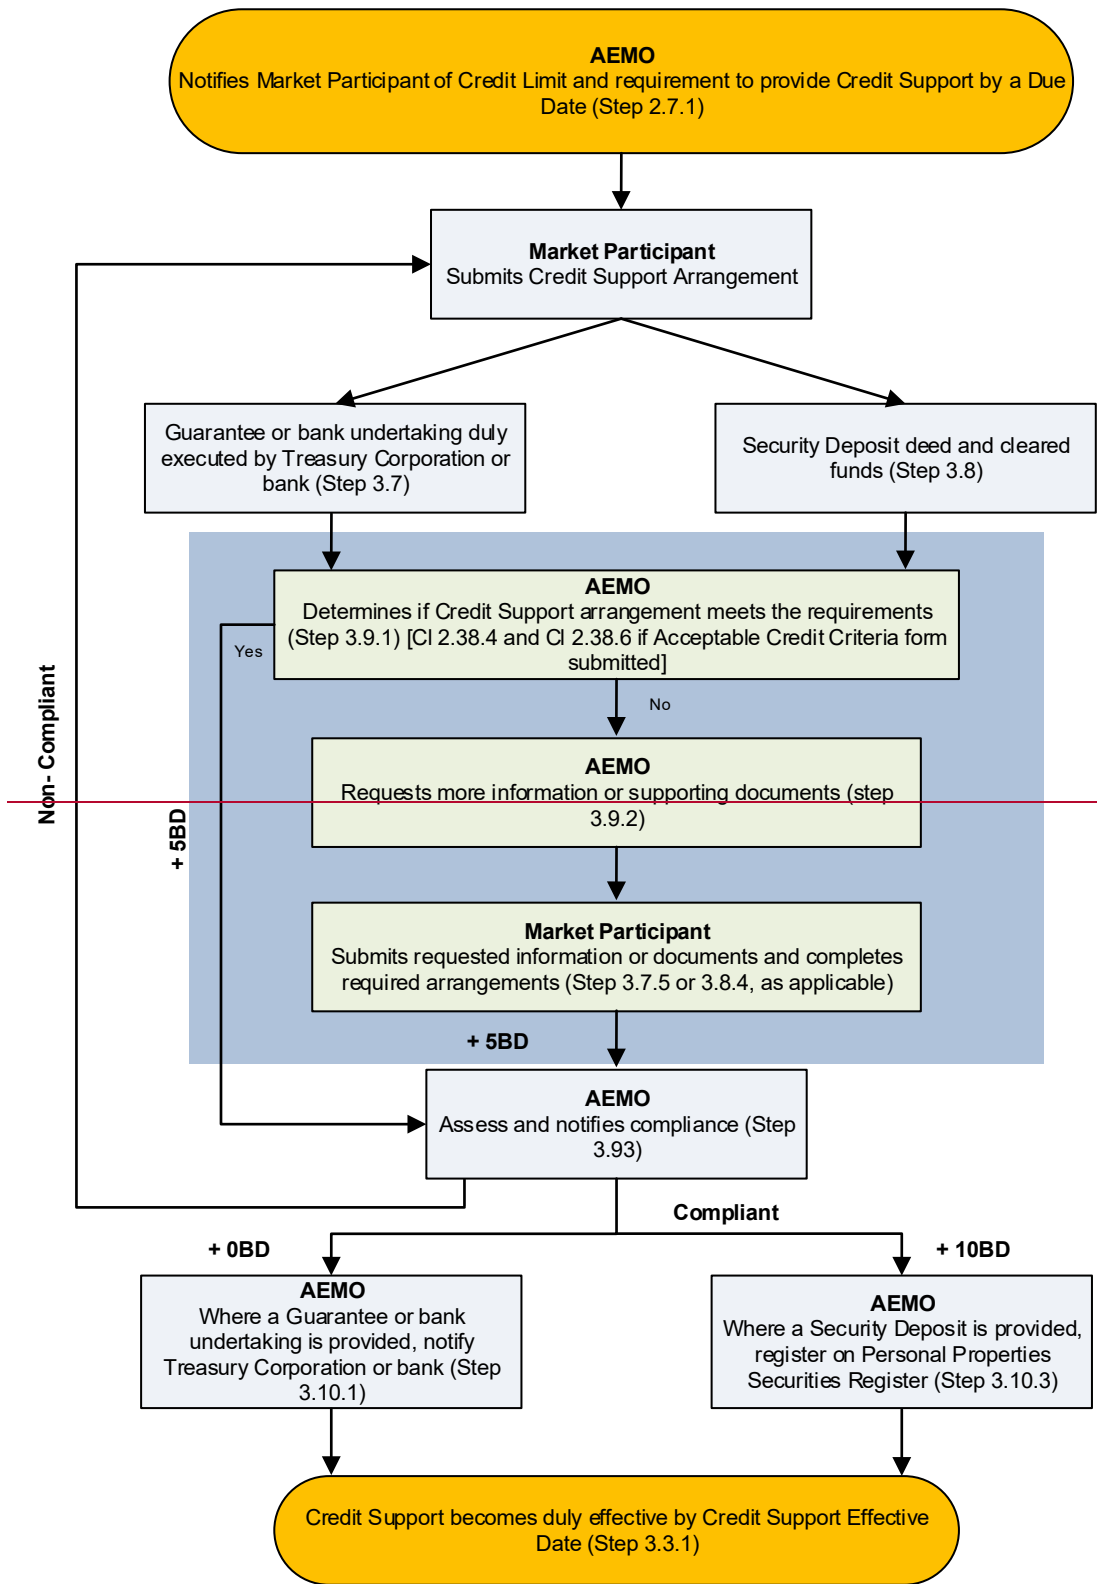 AEMO
Notifies Market Participant of Credit Limit and requirement to provide Credit Support by a Due
Date (Step 2.7.1)
Market Participant
Submits Credit Support Arrangement
Guarantee or bank undertaking duly
executed by Treasury Corporation or
bank (Step 3.7)
Security Deposit deed and cleared
funds (Step 3.8)
AEMO
Determines if Credit Support arrangement meets the requirements
(Step 3.9.1) [Cl 2.38.4 and Cl 2.38.6 if Acceptable Credit Criteria form
submitted]
Yes
No
Non- Compliant
+ 5BD
AEMO
Requests more information or supporting documents (step
3.9.2)
Market Participant
Submits requested information or documents and completes
required arrangements (Step 3.7.5 or 3.8.4, as applicable)
+ 5BD
AEMO
Assess and notifies compliance (Step
3.93)
Compliant
+ 0BD
+ 10BD
AEMO
Where a Guarantee or bank
undertaking is provided, notify
Treasury Corporation or bank (Step
3.10.1)
AEMO
Where a Security Deposit is provided,
register on Personal Properties
Securities Register (Step 3.10.3)
Credit Support becomes duly effective by Credit Support Effective
Date (Step 3.3.1)